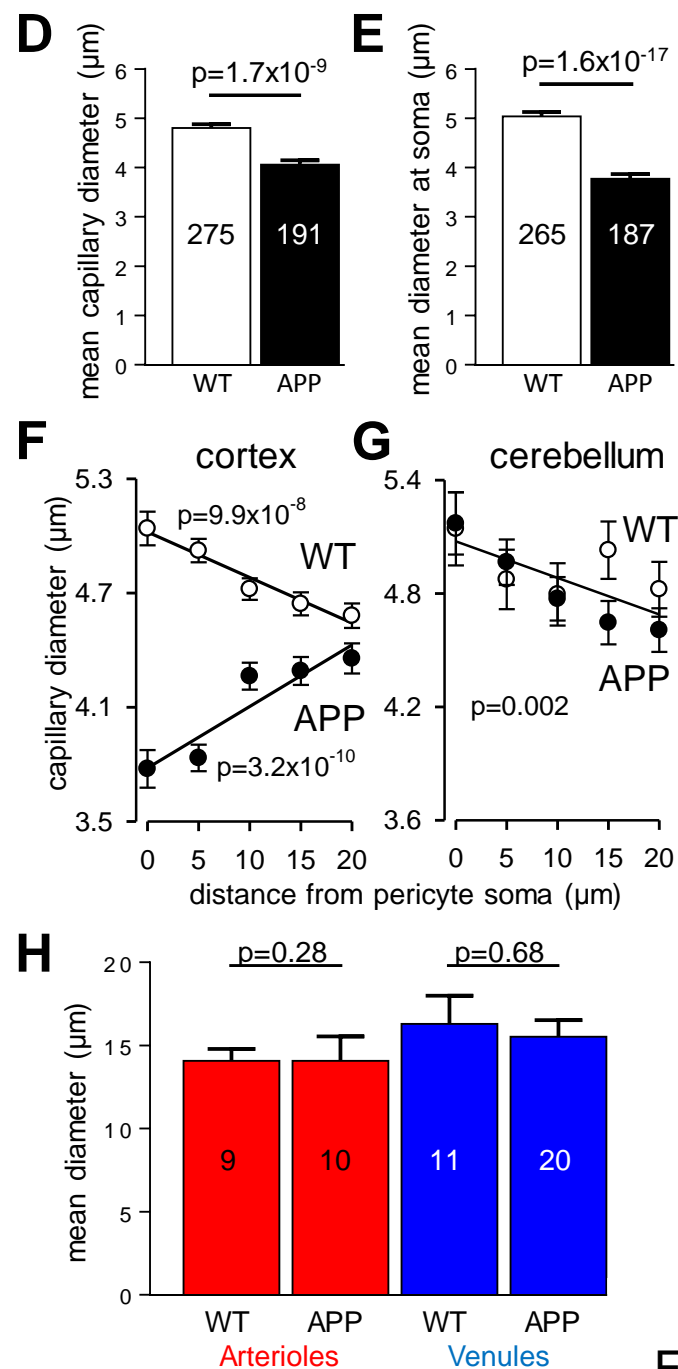 D
mean capillary diameter (µm)
6
5
4
3
2
1
0
p=1.7x10-9
275
191
WT
APP
E
mean diameter at soma (µm)
6
5
4
3
2
1
0
p=1.6x10-17
265
187
WT
APP
F
cortex
capillary diameter (µm)
5.3
4.7
4.1
3.5
p=9.9x10-8
WT
APP
p=3.2x10-10
0 5 10 15 20
G
cerebellum
5.4
4.8
4.2
3.6
WT
APP
p=0.002
0 5 10 15 20
distance from pericyte soma (µm)
H
mean diameter (µm)
20
15
10
5
0
p=0.28
p=0.68
9
10
11
20
WT
APP
WT
APP
Arterioles
Venules